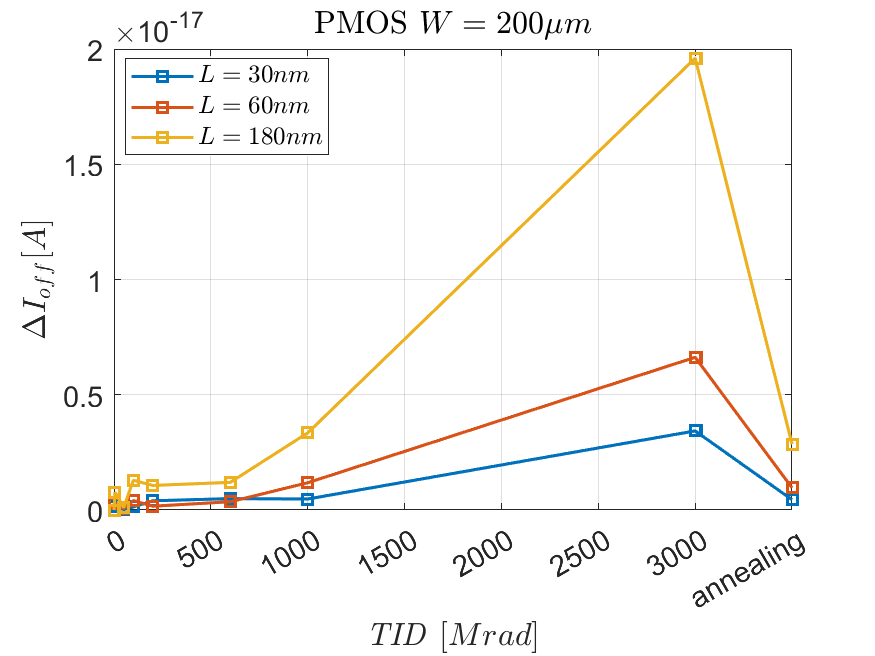 PMOS W = 200μm
×10-17
L = 30nm
L = 60nm
L = 180nm
2
1.5
1
0.5
0
ΔIoff[A]
0
500
1000
1500
2000
2500
3000
annealing
TID [Mrad]